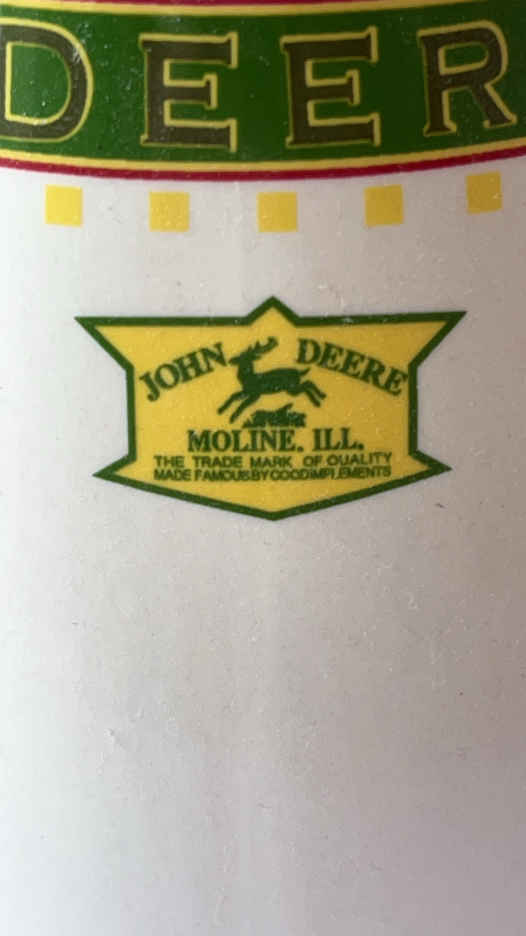 DEER
JOHN DEERE
MOLINE, ILL.
THE TRADE MARK OF QUALITY
MADE FAMOUS BY GOOD IMPLEMENTS